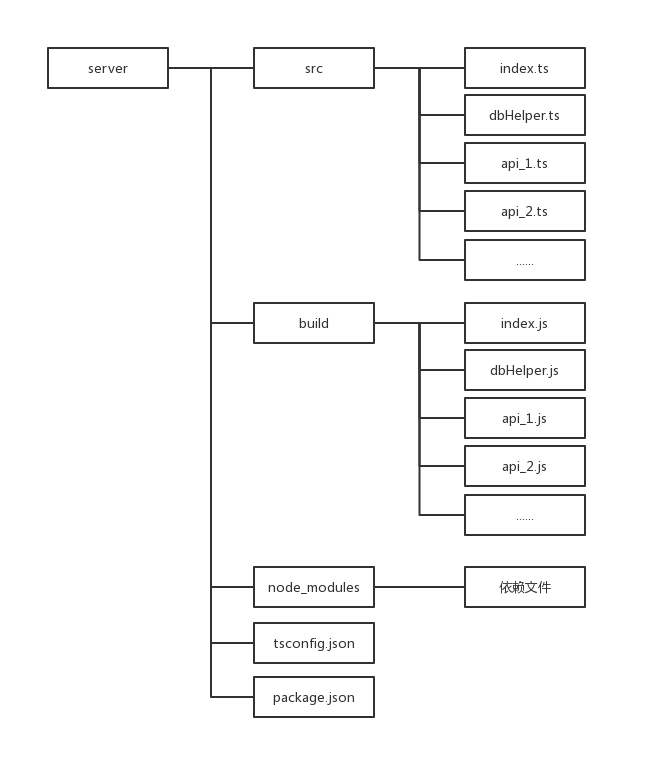 server
src
index.ts
dbHelper.ts
api_1.ts
api_2.ts
......
build
index.js
dbHelper.js
api_1.js
api_2.js
......
node_modules
依赖文件
tsconfig.json
package.json